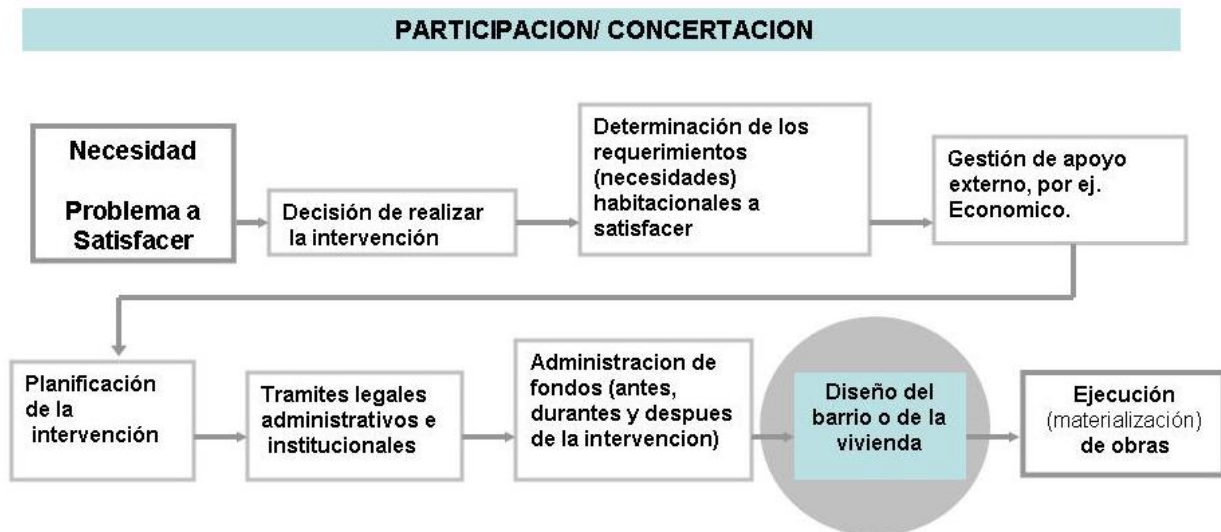 PARTICIPACION/ CONCERTACION
Necesidad
Problema a
Satisfacer
Decisión de realizar
la intervención
Determinación de los
requerimientos
(necesidades)
habitacionales a
satisfacer
Gestión de apoyo
externo, por ej.
Economico.
Planificación
de la
intervención
Tramites legales
administrativos e
institucionales
Administracion de
fondos (antes,
durantes y despues
de la intervencion)
Diseño del
barrio o de la
vivienda
Ejecución
(materialización)
de obras